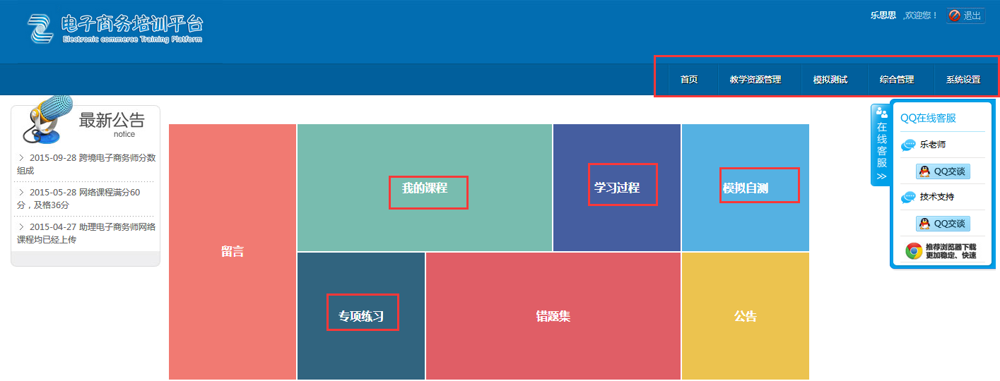 电子商务培训平台
Electronic commerce Training Platform
乐思思 ,欢迎您！ 退出
首页 教学资源管理 模拟测试 综合管理 系统设置
最新公告
notice
2015-09-28 跨境电子商务师分数
组成
2015-05-28 网络课程满分60
分，及格36分
2015-04-27 助理电子商务师网络
课程均已经上传
留言
我的课程
学习过程
模拟自测
专项练习
错题集
公告
在线客服
QQ在线客服
乐老师
QQ交谈
技术支持
QQ交谈
推荐浏览器下载
更加稳定、快速